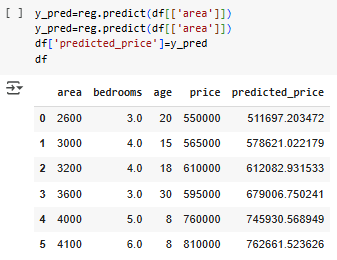 [ ] y_pred=reg.predict(df[['area']])
y_pred=reg.predict(df[['area']])
df['predicted_price']=y_pred
df
area bedrooms age price predicted_price
0 2600 3.0 20 550000 511697.203472
1 3000 4.0 15 565000 578621.022179
2 3200 4.0 18 610000 612082.931533
3 3600 3.0 30 595000 679006.750241
4 4000 5.0 8 760000 745930.568949
5 4100 6.0 8 810000 762661.523626